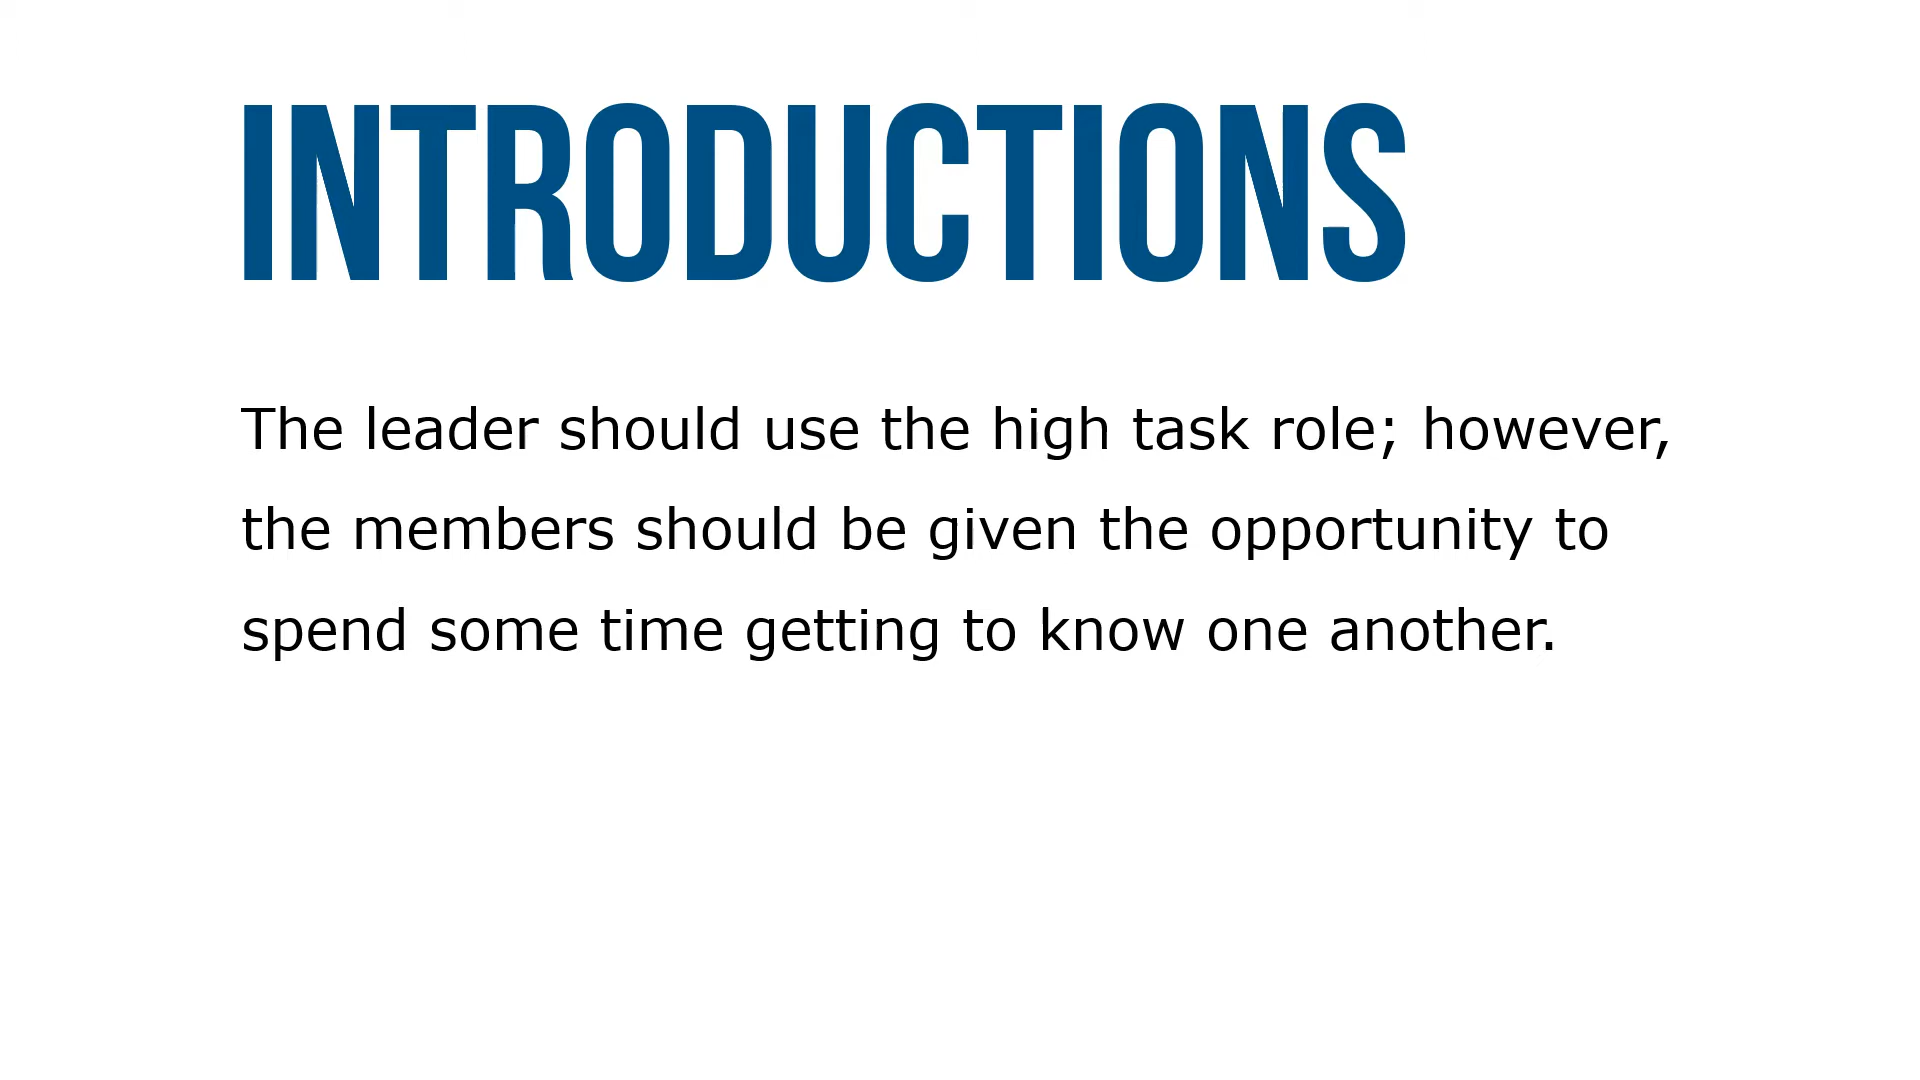 INTRODUCTIONS
The leader should use the high task role; however,
the members should be given the opportunity to
spend some time getting to know one another.